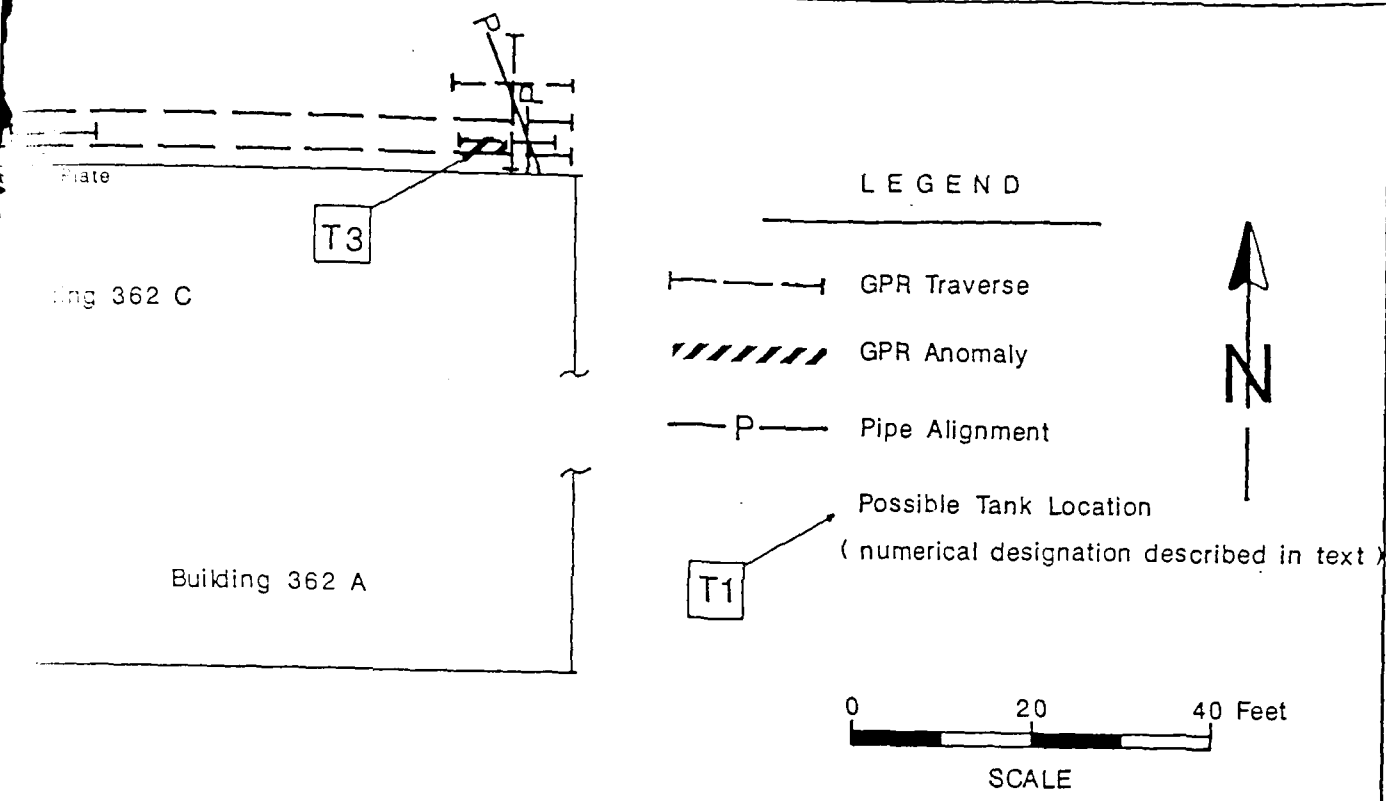 P
P
Plate
T3
362 C
Building 362 A
LEGEND
GPR Traverse
GPR Anomaly
P
Pipe Alignment
Possible Tank Location
( numerical designation described in text )
T1
N
0 20 40 Feet
SCALE